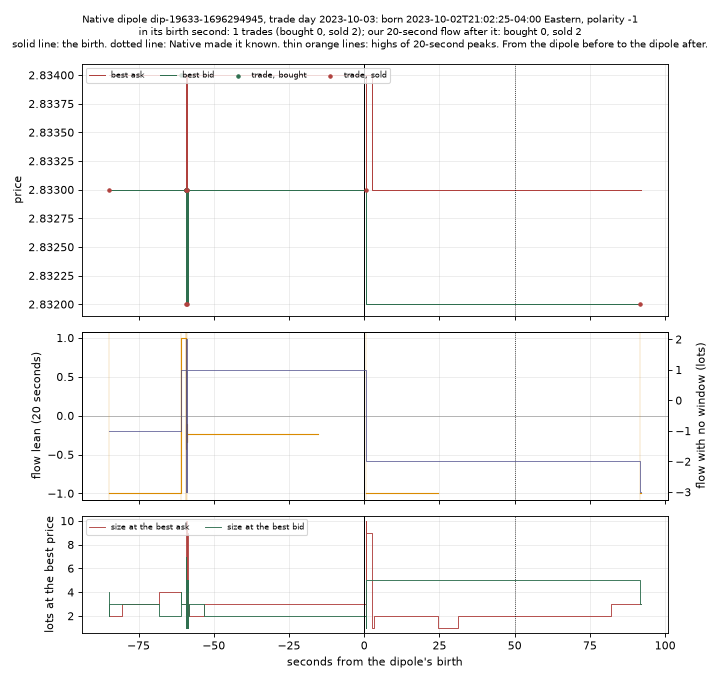 Native dipole dip-19633-1696294945, trade day 2023-10-03: born 2023-10-02T21:02:25-04:00 Eastern, polarity -1
in its birth second: 1 trades (bought 0, sold 2); our 20-second flow after it: bought 0, sold 2
solid line: the birth. dotted line: Native made it known. thin orange lines: highs of 20-second peaks. From the dipole before to the dipole after.
best ask best bid trade, bought trade, sold
2.83400
2.83375
2.83350
2.83325
2.83300
2.83275
2.83250
2.83225
2.83200
price
1.0
0.5
0.0
−0.5
−1.0
flow lean (20 seconds)
2
1
0
−1
−2
−3
flow with no window (lots)
size at the best ask size at the best bid
10
8
6
4
2
lots at the best price
−75 −50 −25 0 25 50 75 100
seconds from the dipole's birth